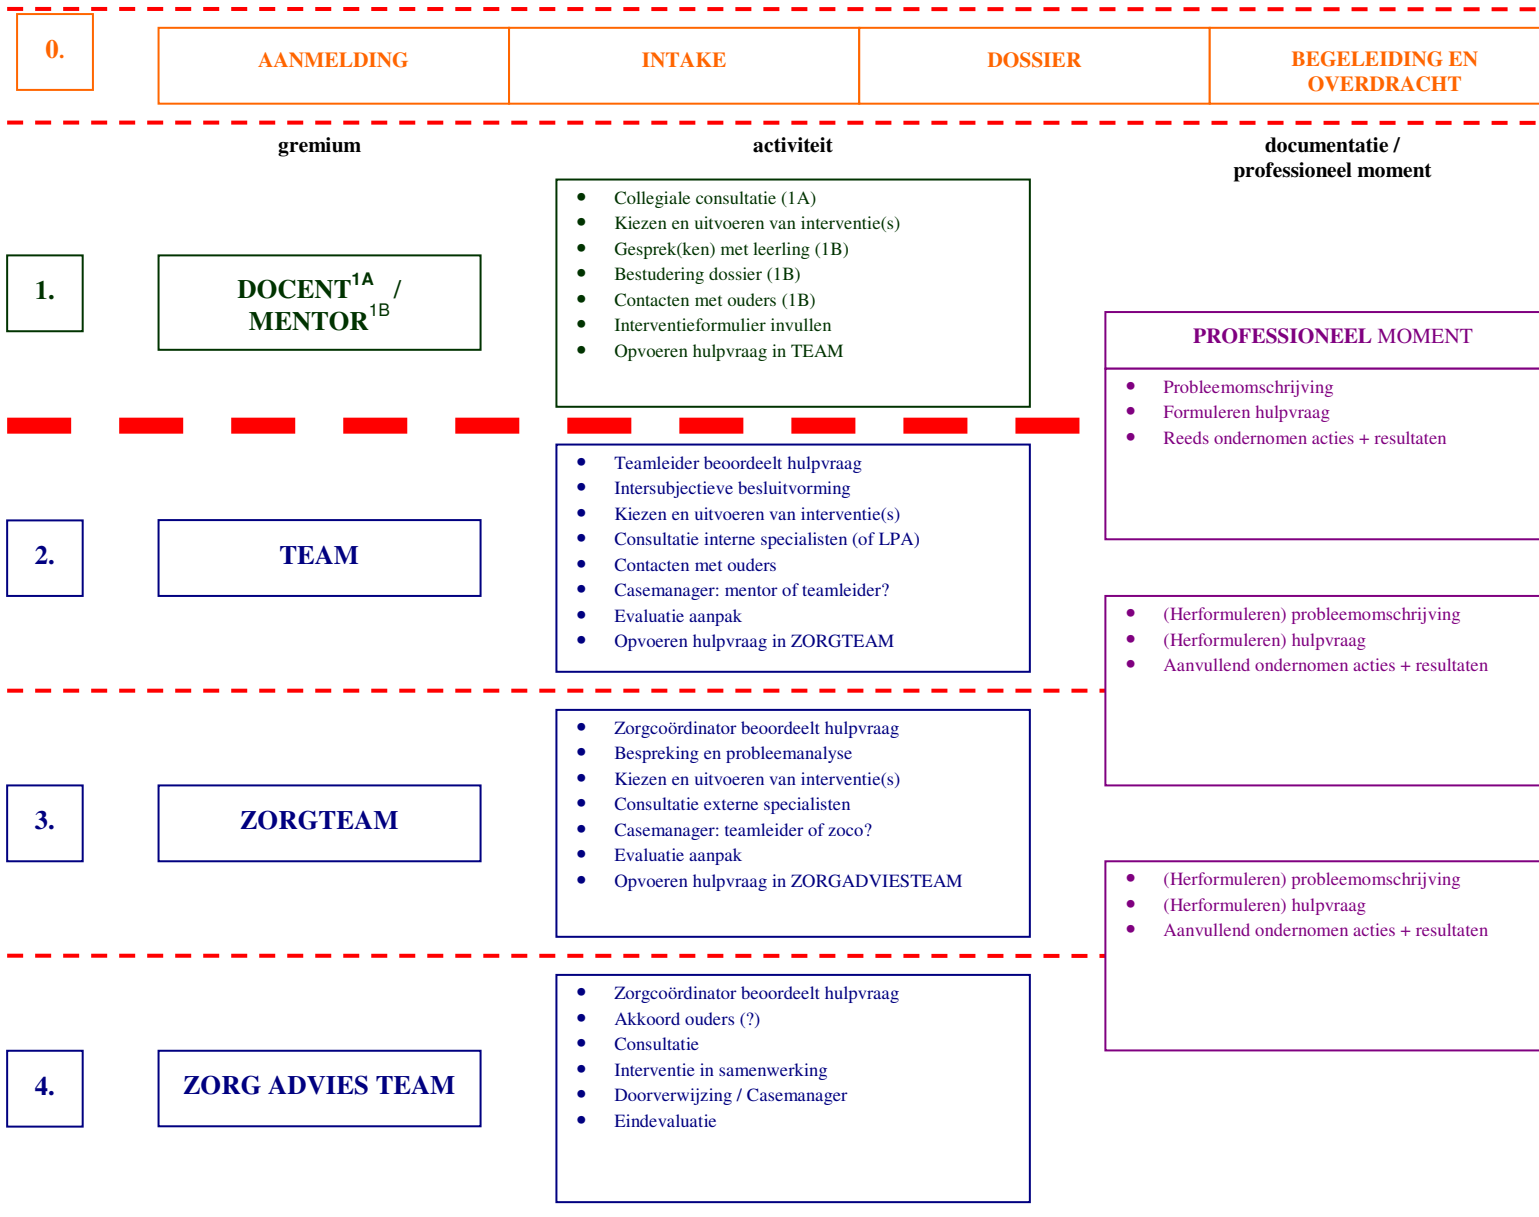 0.
AANMELDING
INTAKE
DOSSIER
BEGELEIDING EN
OVERDRACHT
gremium
activiteit
documentatie /
professioneel moment
1.
DOCENT1A /
MENTOR1B
• Collegiale consultatie (1A)
• Kiezen en uitvoeren van interventie(s)
• Gesprek(ken) met leerling (1B)
• Bestudering dossier (1B)
• Contacten met ouders (1B)
• Interventieformulier invullen
• Opvoeren hulpvraag in TEAM
PROFESSIONEEL MOMENT
• Probleemomschrijving
• Formuleren hulpvraag
• Reeds ondernomen acties + resultaten
2.
TEAM
• Teamleider beoordeelt hulpvraag
• Intersubjectieve besluitvorming
• Kiezen en uitvoeren van interventie(s)
• Consultatie interne specialisten (of LPA)
• Contacten met ouders
• Casemanager: mentor of teamleider?
• Evaluatie aanpak
• Opvoeren hulpvraag in ZORGTEAM
• (Herformuleren) probleemomschrijving
• (Herformuleren) hulpvraag
• Aanvullend ondernomen acties + resultaten
3.
ZORGTEAM
• Zorgcoördinator beoordeelt hulpvraag
• Bespreking en probleemanalyse
• Kiezen en uitvoeren van interventie(s)
• Consultatie externe specialisten
• Casemanager: teamleider of zoco?
• Evaluatie aanpak
• Opvoeren hulpvraag in ZORGADVIESTEAM
• (Herformuleren) probleemomschrijving
• (Herformuleren) hulpvraag
• Aanvullend ondernomen acties + resultaten
4.
ZORG ADVIES TEAM
• Zorgcoördinator beoordeelt hulpvraag
• Akkoord ouders (?)
• Consultatie
• Interventie in samenwerking
• Doorverwijzing / Casemanager
• Eindevaluatie